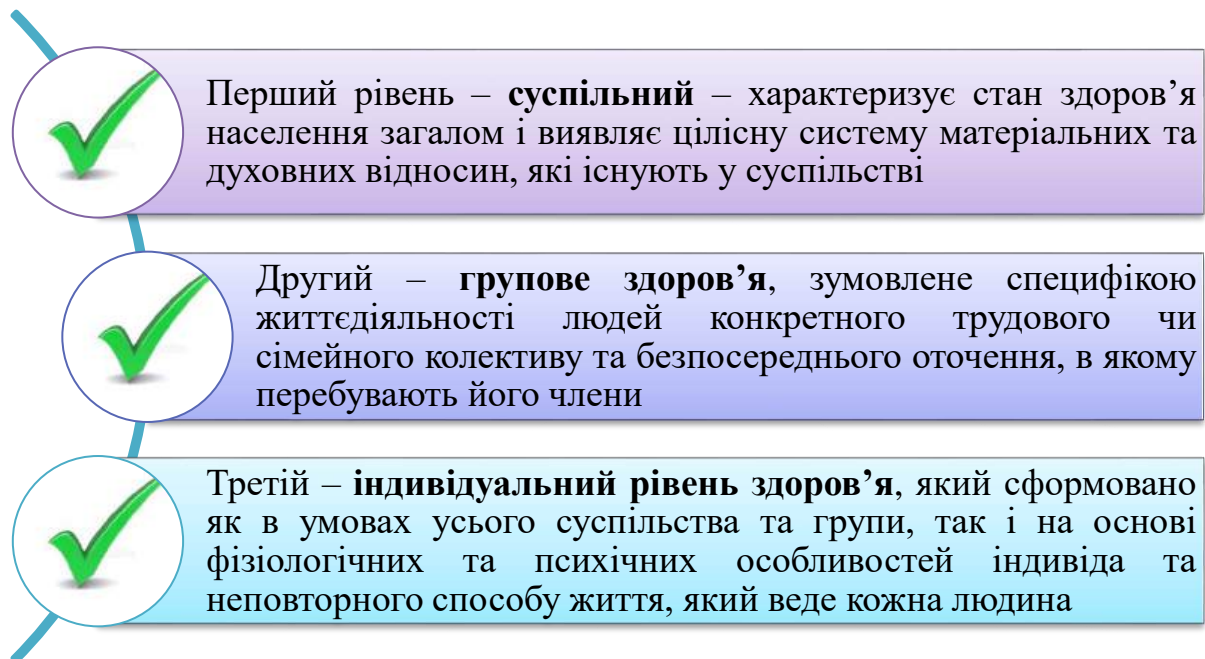 Перший рівень – суспільний – характеризує стан здоров’я
населення загалом і виявляє цілісну систему матеріальних та
духовних відносин, які існують у суспільстві
Другий – групове здоров’я, зумовлене специфікою
життєдіяльності людей конкретного трудового чи
сімейного колективу та безпосереднього оточення, в якому
перебувають його члени
Третій – індивідуальний рівень здоров’я, який сформовано
як в умовах усього суспільства та групи, так і на основі
фізіологічних та психічних особливостей індивіда та
неповторного способу життя, який веде кожна людина